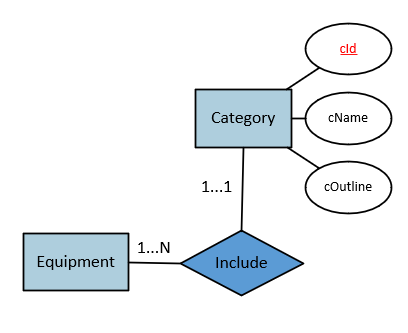 cId
Category
cName
cOutline
1...1
1...N
Equipment
Include